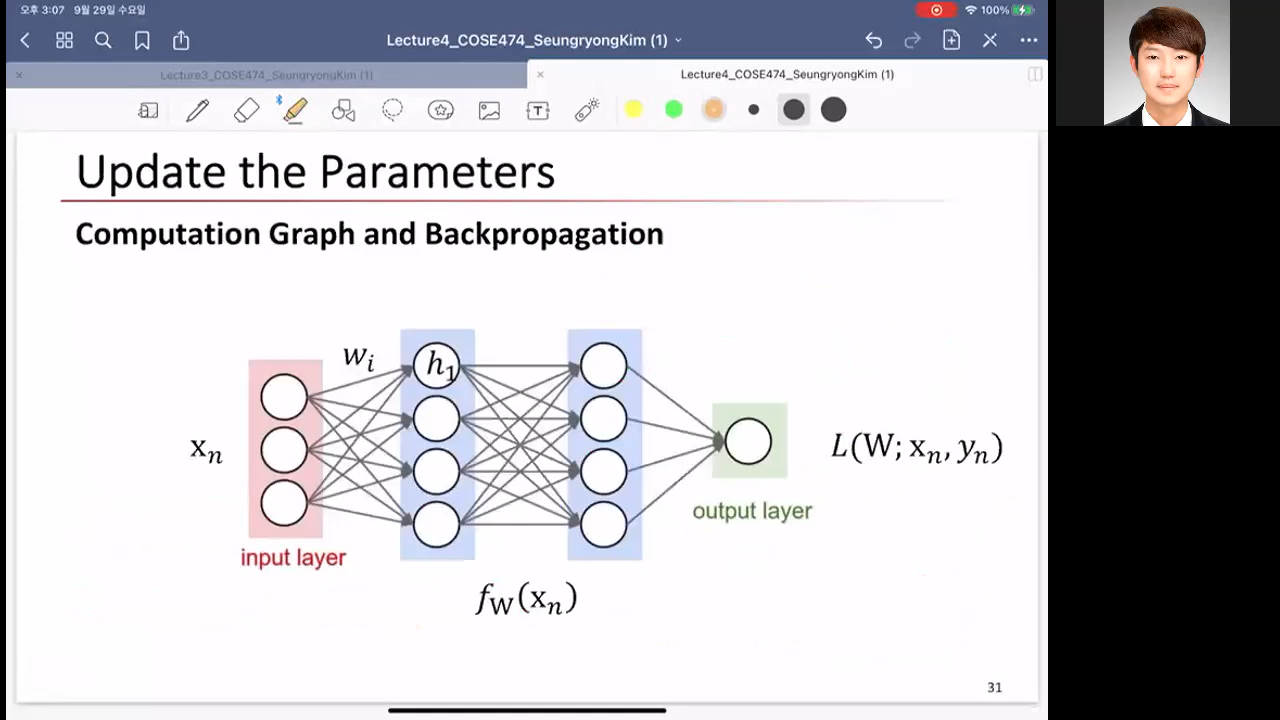 오후 3:07 9월 29일 수요일
100%
Lecture4_COSE474_SeungryongKim (1)
Lecture3_COSE474_SeungryongKim (1)
Lecture4_COSE474_SeungryongKim (1)
T
Update the Parameters
Computation Graph and Backpropagation
w_i
h_1
x_n
L(W; x_n, y_n)
output layer
input layer
f_W(x_n)
31